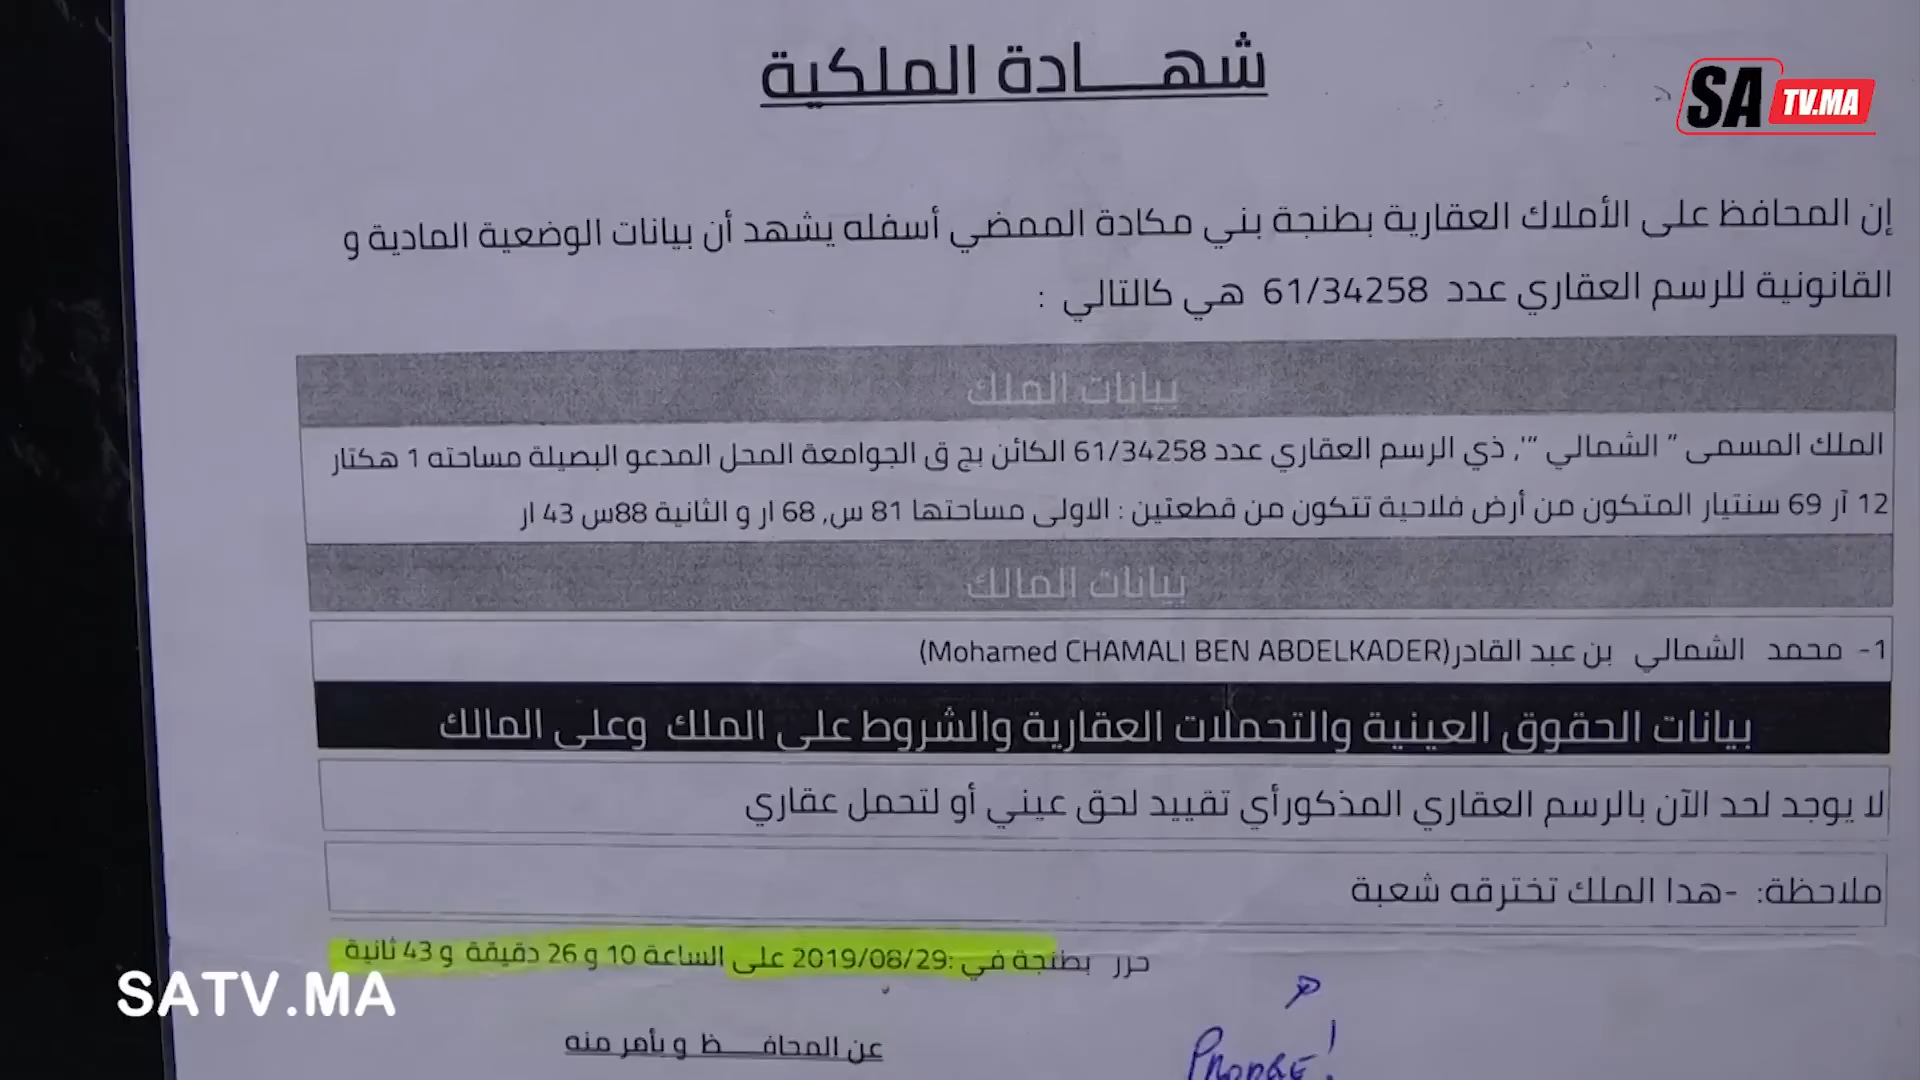 شهــــادة الملكية
SA TV.MA
إن المحافظ على الأملاك العقارية بطنجة بني مكادة الممضي أسفله يشهد أن بيانات الوضعية المادية و
القانونية للرسم العقاري عدد 61/34258 هي كالتالي :
بيانات الملك
الملك المسمى " الشمالي "', ذي الرسم العقاري عدد 61/34258 الكائن بج ق الجوامعة المحل المدعو البصيلة مساحته 1 هكتار
12 آر 69 سنتيار المتكون من أرض فلاحية تتكون من قطعتين : الاولى مساحتها 81 س, 68 ار و الثانية 88س 43 ار
بيانات المالك
1- محمد الشمالي بن عبد القادر(Mohamed CHAMALI BEN ABDELKADER)
بيانات الحقوق العينية والتحملات العقارية والشروط على الملك وعلى المالك
لا يوجد لحد الآن بالرسم العقاري المذكورأي تقييد لحق عيني أو لتحمل عقاري
ملاحظة: -هدا الملك تخترقه شعبة
حرر بطنجة في :2019/08/29 على الساعة 10 و 26 دقيقة و 43 ثانية
SATV.MA
عن المحافـــــظ و بأمر منه
PROPRE!